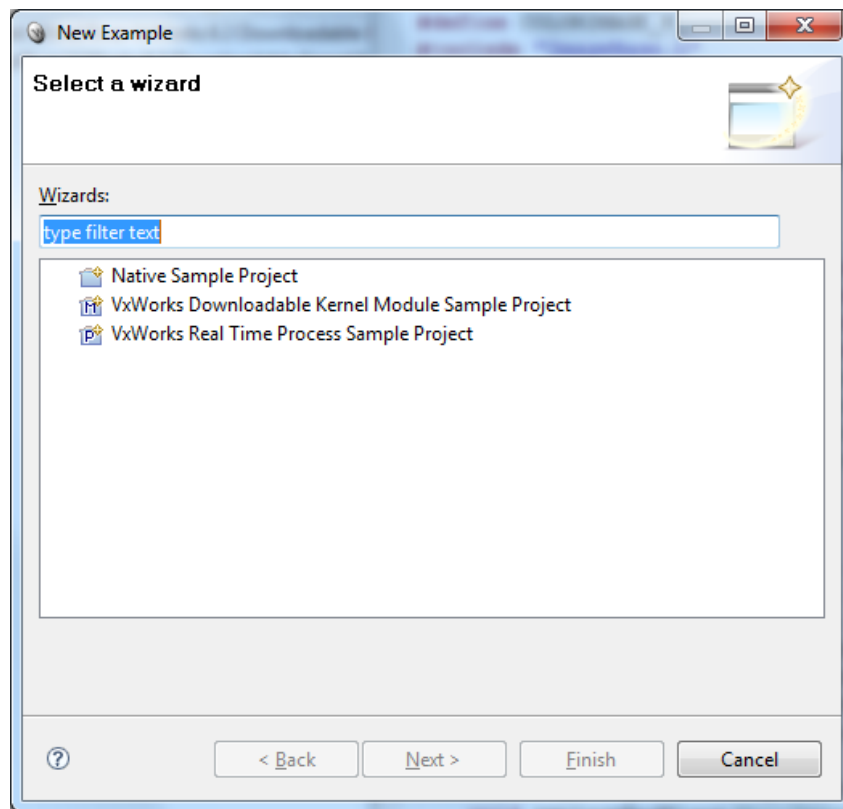 New Example
Select a wizard
Wizards:
type filter text
Native Sample Project
VxWorks Downloadable Kernel Module Sample Project
VxWorks Real Time Process Sample Project
< Back Next > Finish Cancel